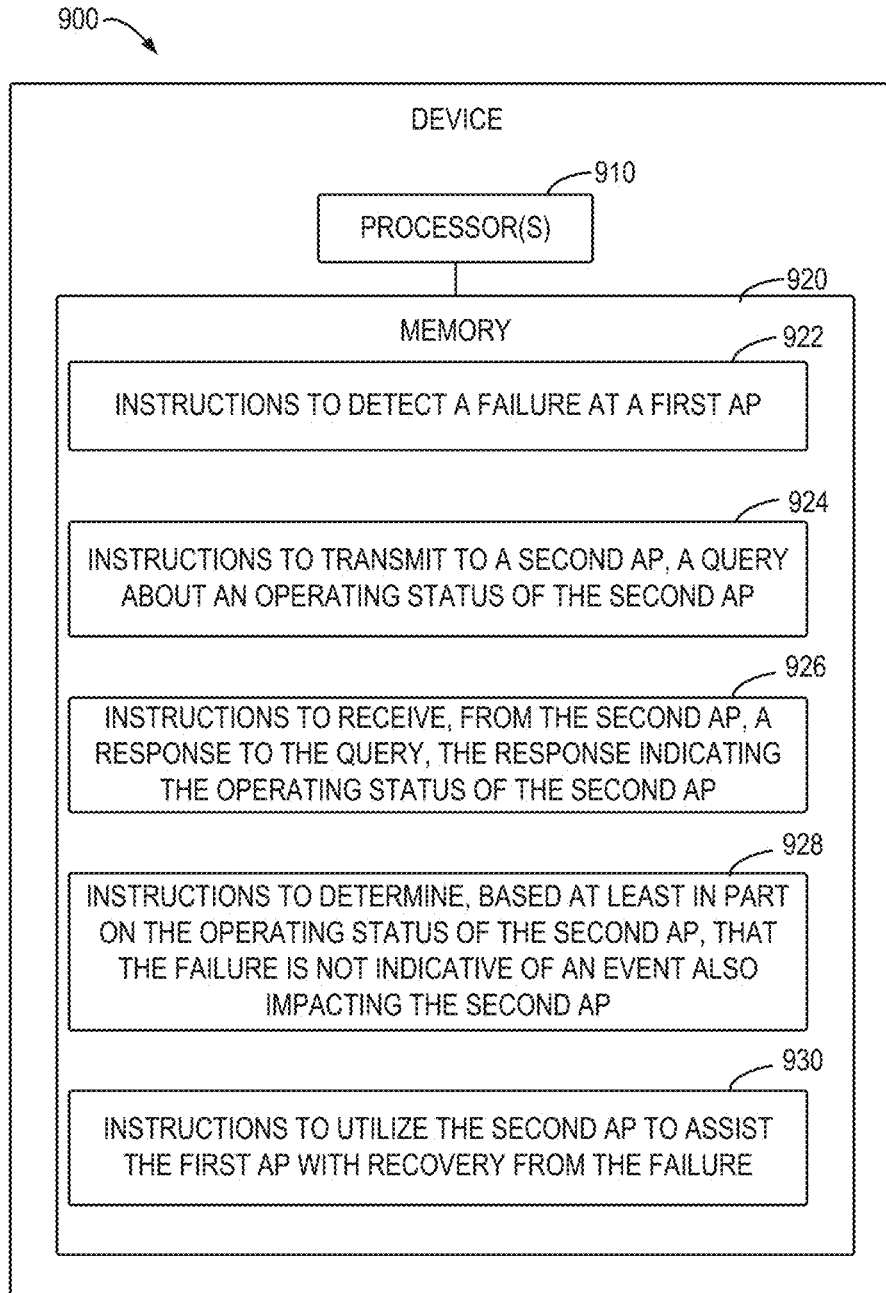 900
DEVICE
910
PROCESSOR(S)
920
MEMORY
922
INSTRUCTIONS TO DETECT A FAILURE AT A FIRST AP
924
INSTRUCTIONS TO TRANSMIT TO A SECOND AP, A QUERY
ABOUT AN OPERATING STATUS OF THE SECOND AP
926
INSTRUCTIONS TO RECEIVE, FROM THE SECOND AP, A
RESPONSE TO THE QUERY, THE RESPONSE INDICATING
THE OPERATING STATUS OF THE SECOND AP
928
INSTRUCTIONS TO DETERMINE, BASED AT LEAST IN PART
ON THE OPERATING STATUS OF THE SECOND AP, THAT
THE FAILURE IS NOT INDICATIVE OF AN EVENT ALSO
IMPACTING THE SECOND AP
930
INSTRUCTIONS TO UTILIZE THE SECOND AP TO ASSIST
THE FIRST AP WITH RECOVERY FROM THE FAILURE